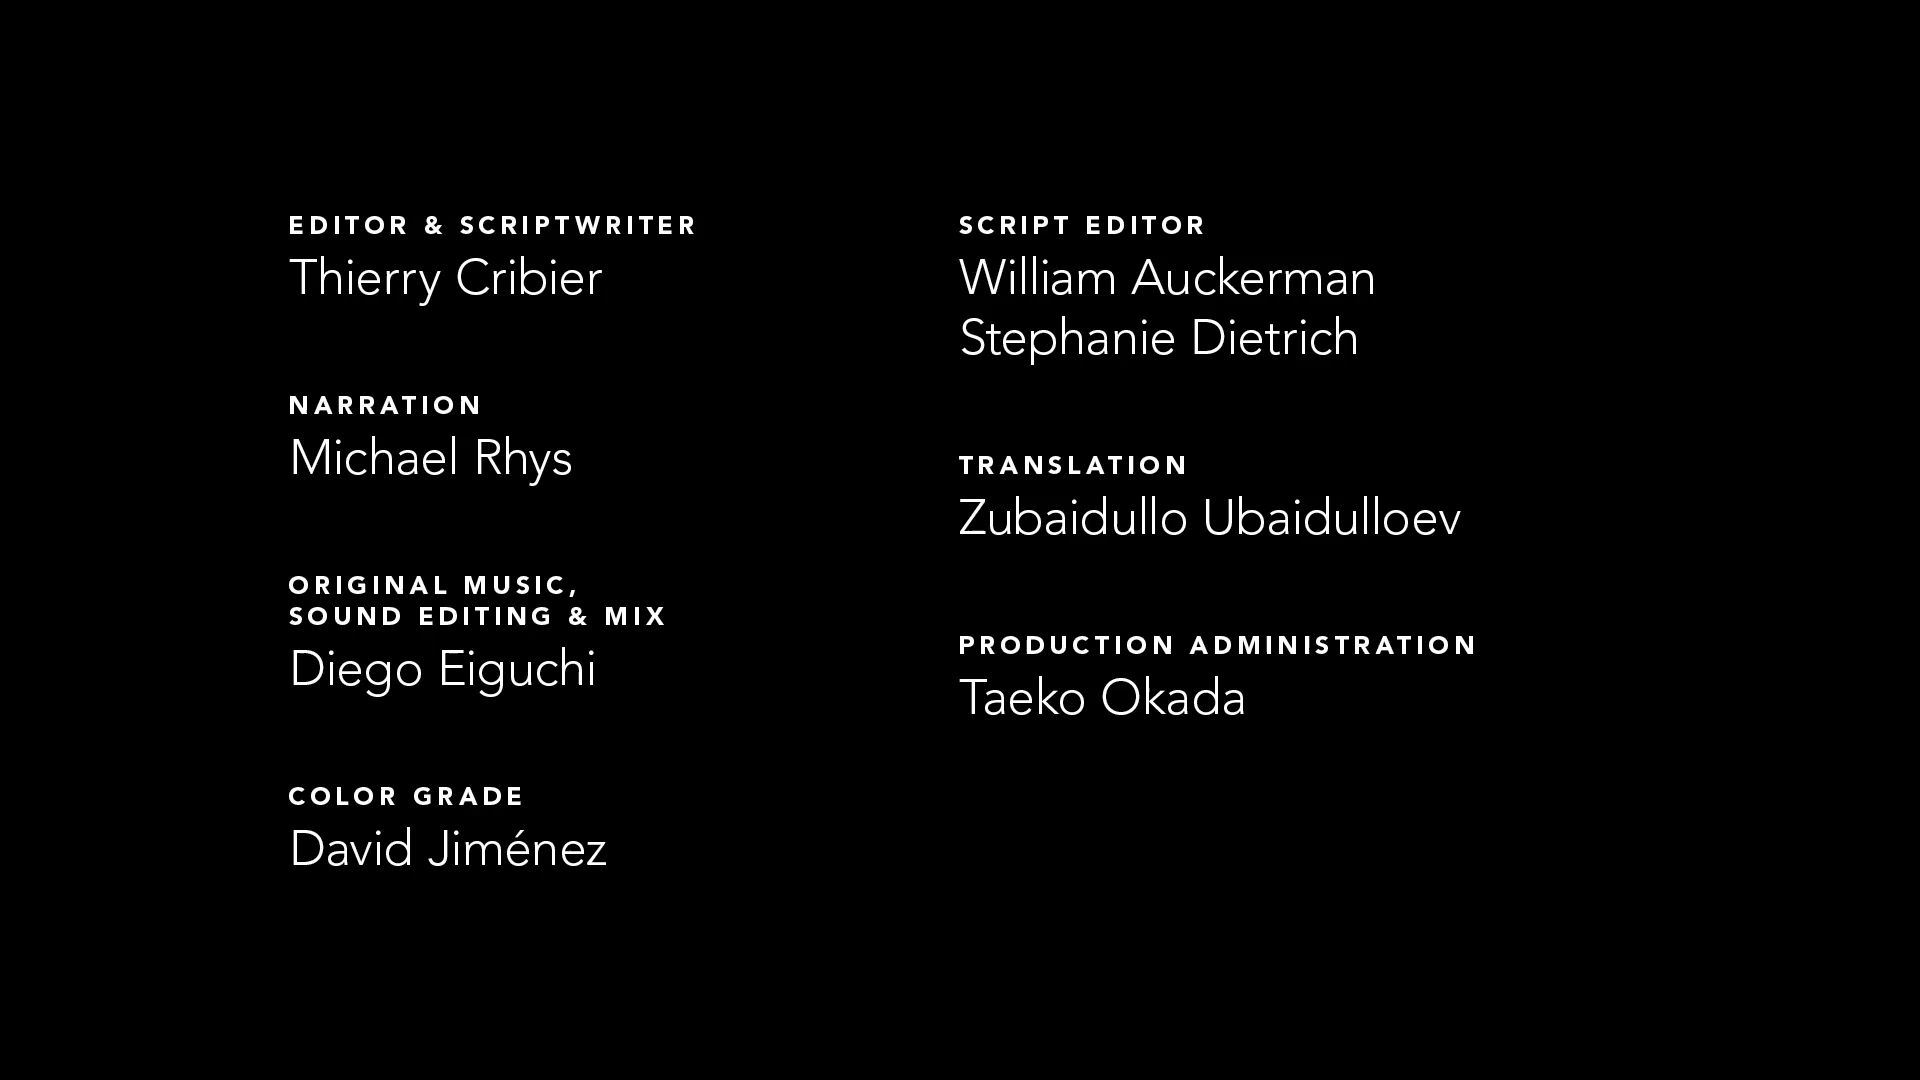 EDITOR & SCRIPTWRITER
Thierry Cribier
NARRATION
Michael Rhys
ORIGINAL MUSIC,
SOUND EDITING & MIX
Diego Eiguchi
COLOR GRADE
David Jiménez
SCRIPT EDITOR
William Auckerman
Stephanie Dietrich
TRANSLATION
Zubaidullo Ubaidulloev
PRODUCTION ADMINISTRATION
Taeko Okada